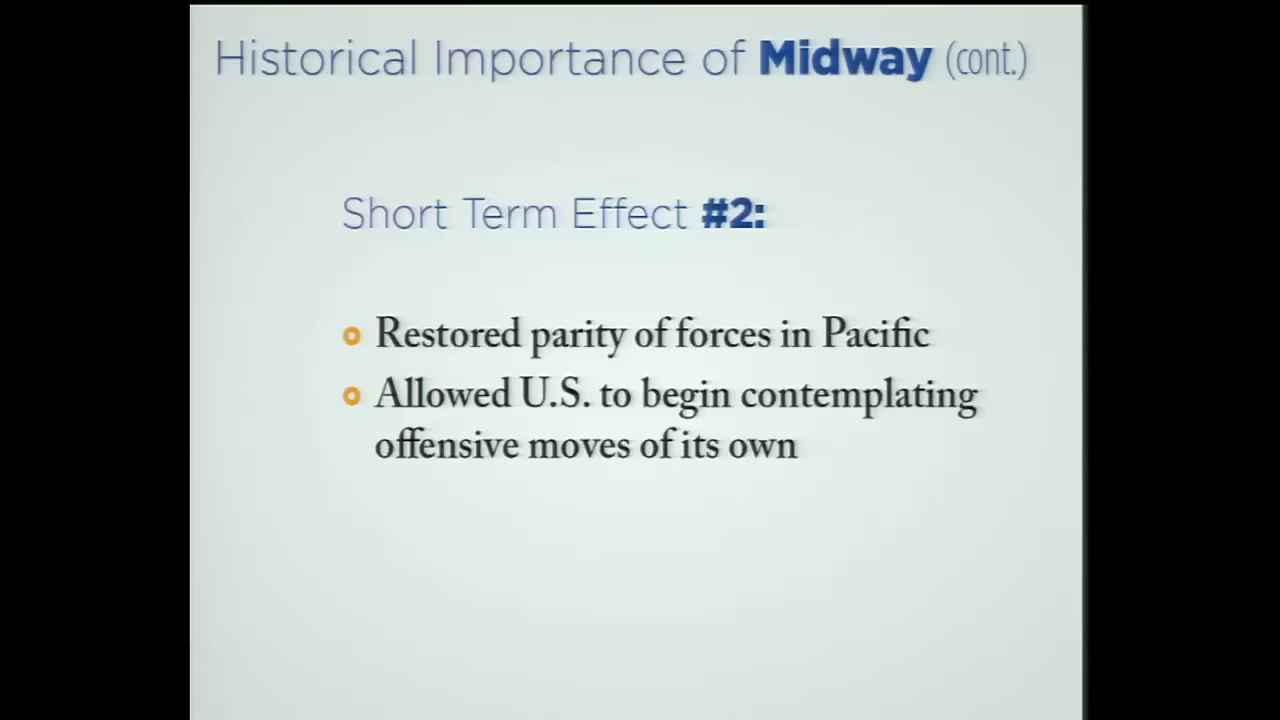 Historical Importance of Midway (cont.)
Short Term Effect #2:
Restored parity of forces in Pacific
Allowed U.S. to begin contemplating
offensive moves of its own